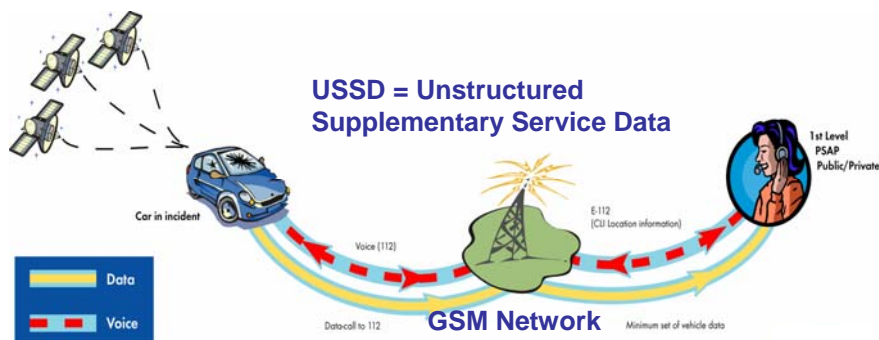 USSD = Unstructured
Supplementary Service Data
1st Level
PSAP
Public/Private
Car in incident
E-112
(CLI Location information)
Voice (112)
Data
Voice
Data-call to 112
GSM Network
Minimum set of vehicle data